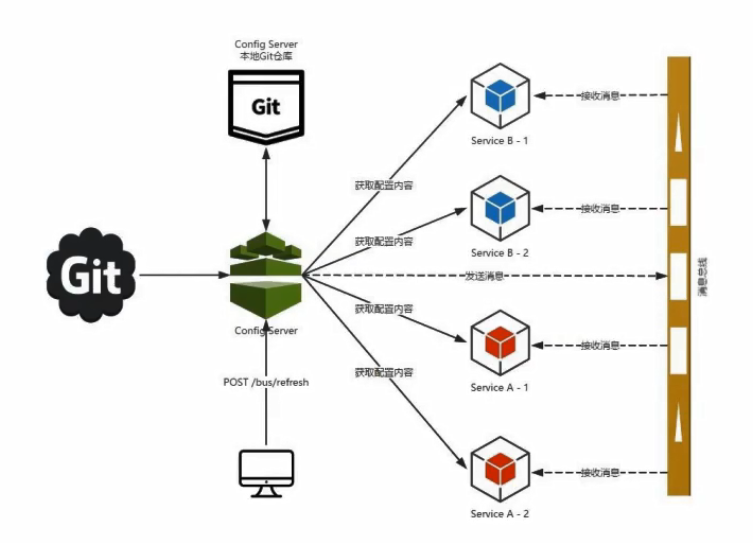 Config Server
本地Git仓库
Git
接收消息
Service B - 1
获取配置内容
接收消息
获取配置内容
Service B - 2
Git
发送消息
消息总线
Config Server
获取配置内容
接收消息
获取配置内容
POST /bus/refresh
Service A - 1
接收消息
Service A - 2